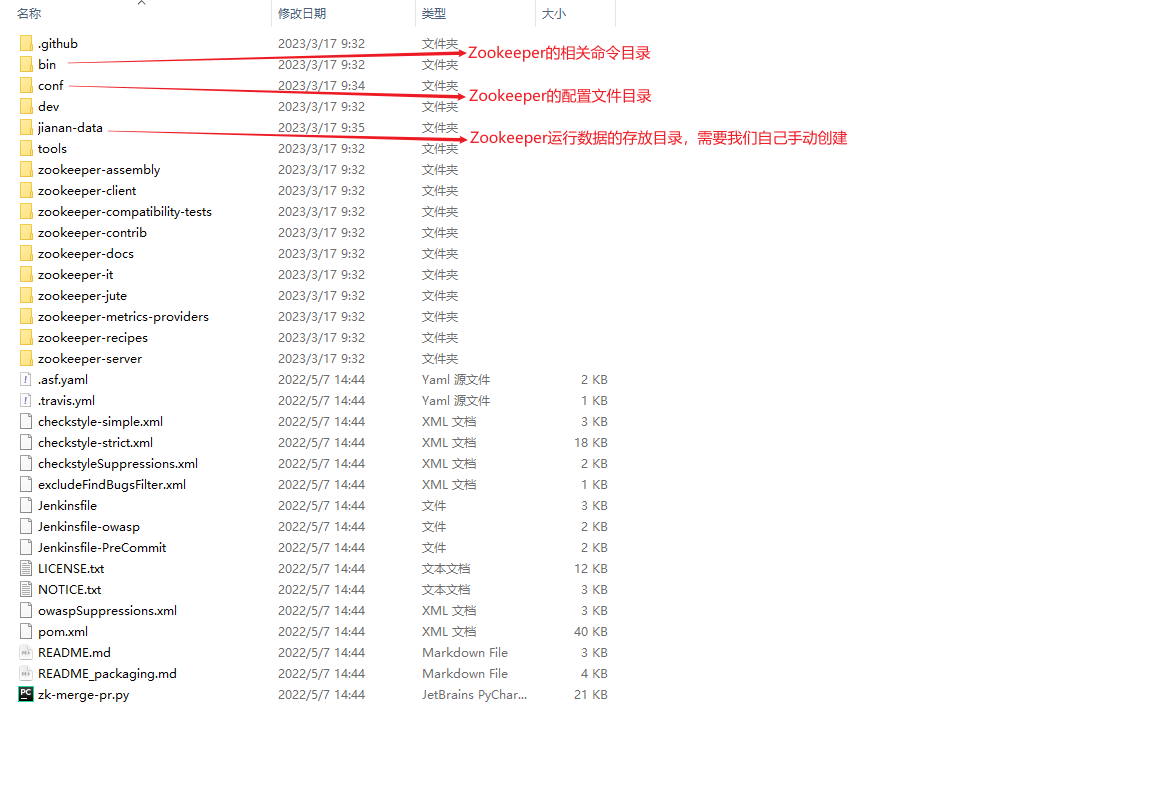 名称 修改日期 类型 大小
.github 2023/3/17 9:32 文件夹
Zookeeper的相关命令目录
bin 2023/3/17 9:32 文件夹
conf 2023/3/17 9:34 文件夹
Zookeeper的配置文件目录
dev 2023/3/17 9:32 文件夹
jianan-data 2023/3/17 9:35 文件夹
Zookeeper运行数据的存放目录，需要我们自己手动创建
tools 2023/3/17 9:32 文件夹
zookeeper-assembly 2023/3/17 9:32 文件夹
zookeeper-client 2023/3/17 9:32 文件夹
zookeeper-compatibility-tests 2023/3/17 9:32 文件夹
zookeeper-contrib 2023/3/17 9:32 文件夹
zookeeper-docs 2023/3/17 9:32 文件夹
zookeeper-it 2023/3/17 9:32 文件夹
zookeeper-jute 2023/3/17 9:32 文件夹
zookeeper-metrics-providers 2023/3/17 9:32 文件夹
zookeeper-recipes 2023/3/17 9:32 文件夹
zookeeper-server 2023/3/17 9:32 文件夹
.asf.yaml 2022/5/7 14:44 Yaml 源文件 2 KB
.travis.yml 2022/5/7 14:44 Yaml 源文件 1 KB
checkstyle-simple.xml 2022/5/7 14:44 XML 文档 3 KB
checkstyle-strict.xml 2022/5/7 14:44 XML 文档 18 KB
checkstyleSuppressions.xml 2022/5/7 14:44 XML 文档 2 KB
excludeFindBugsFilter.xml 2022/5/7 14:44 XML 文档 1 KB
Jenkinsfile 2022/5/7 14:44 文件 3 KB
Jenkinsfile-owasp 2022/5/7 14:44 文件 2 KB
Jenkinsfile-PreCommit 2022/5/7 14:44 文件 2 KB
LICENSE.txt 2022/5/7 14:44 文本文档 12 KB
NOTICE.txt 2022/5/7 14:44 文本文档 3 KB
owaspSuppressions.xml 2022/5/7 14:44 XML 文档 3 KB
pom.xml 2022/5/7 14:44 XML 文档 40 KB
README.md 2022/5/7 14:44 Markdown File 3 KB
README_packaging.md 2022/5/7 14:44 Markdown File 4 KB
zk-merge-pr.py 2022/5/7 14:44 JetBrains PyChar... 21 KB